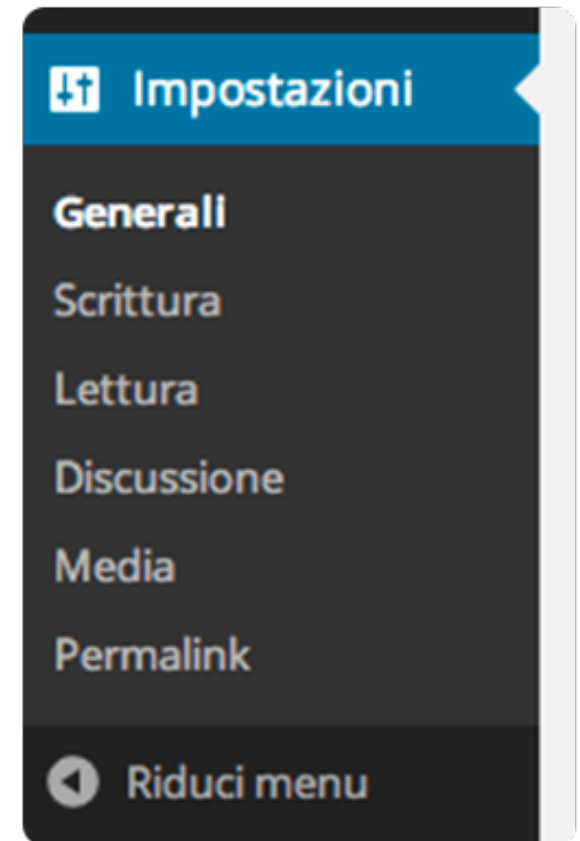 Impostazioni
Generali
Scrittura
Lettura
Discussione
Media
Permalink
Riduci menu